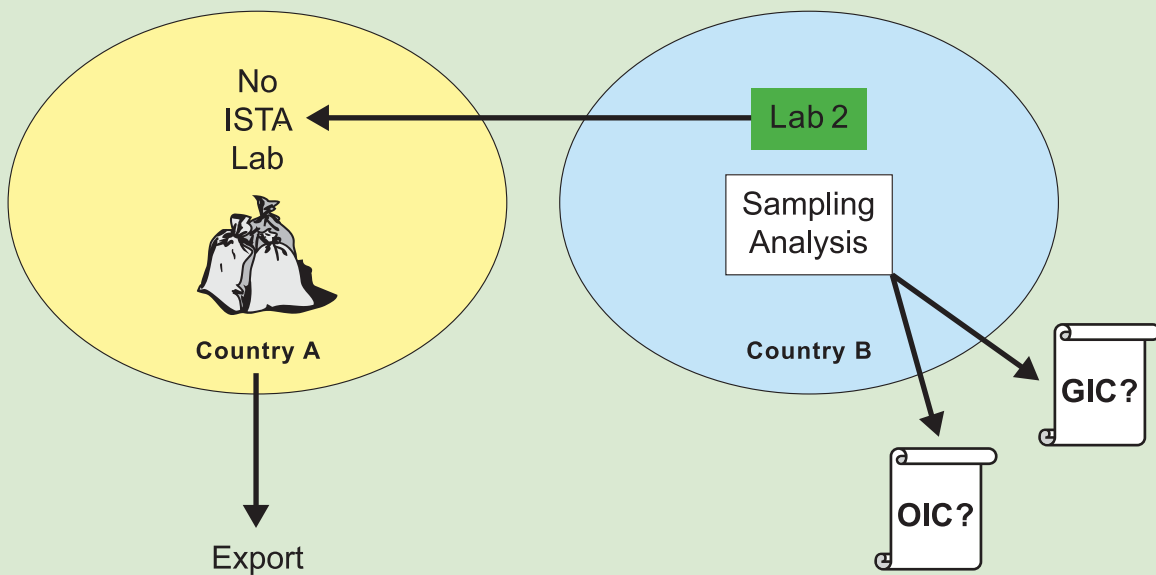 No
ISTA
Lab
Country A
Export
Lab 2
Sampling
Analysis
Country B
GIC?
OIC?